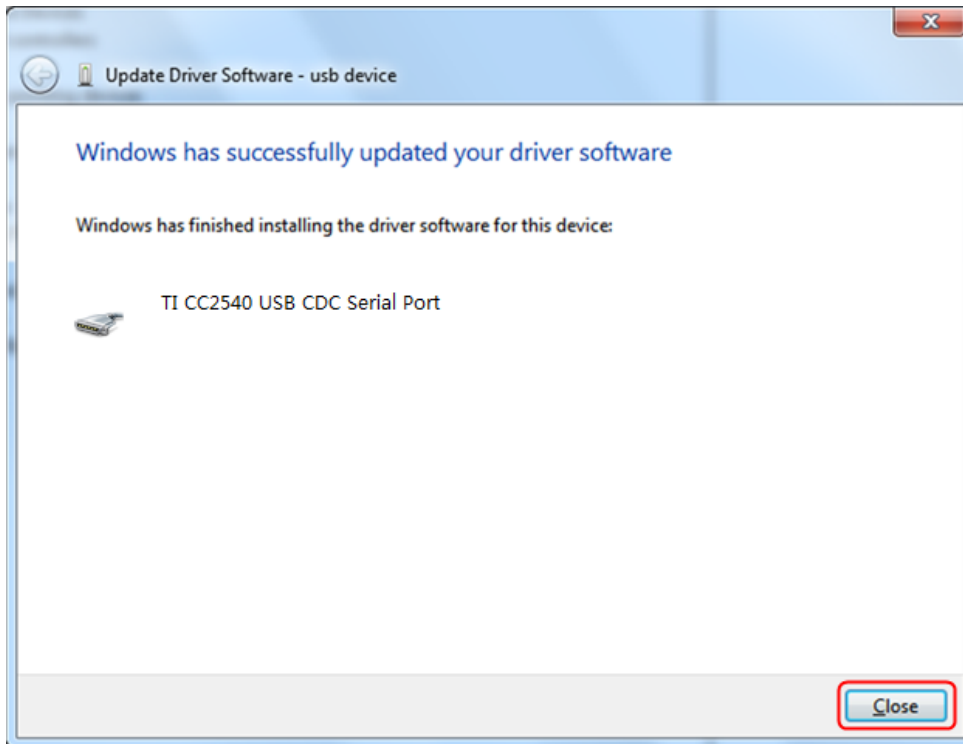 Update Driver Software - usb device
Windows has successfully updated your driver software
Windows has finished installing the driver software for this device:
TI CC2540 USB CDC Serial Port
Close